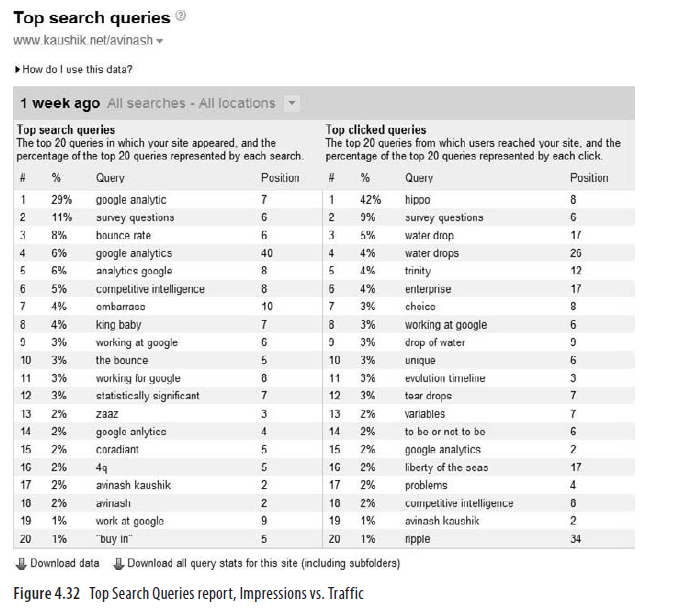 Top search queries ?
www.kaushik.net/avinash
How do I use this data?
1 week ago All searches - All locations
Top search queries
The top 20 queries in which your site appeared, and the
percentage of the top 20 queries represented by each search.
# % Query Position
1 29% google analytic 7
2 11% survey questions 6
3 8% bounce rate 6
4 6% google analytics 40
5 6% analytics google 8
6 5% competitive intelligence 8
7 4% embarrass 10
8 4% king baby 7
9 3% working at google 6
10 3% the bounce 5
11 3% working for google 8
12 3% statistically significant 7
13 2% zaaz 3
14 2% google anlytics 4
15 2% coradiant 5
16 2% 4q 5
17 2% avinash kaushik 2
18 2% avinash 2
19 1% work at google 9
20 1% "buy in" 5
Top clicked queries
The top 20 queries from which users reached your site, and the
percentage of the top 20 queries represented by each click.
# % Query Position
1 42% hippo 8
2 9% survey questions 6
3 5% water drop 17
4 4% water drops 26
5 4% trinity 12
6 4% enterprise 17
7 3% choice 8
8 3% working at google 6
9 3% drop of water 9
10 3% unique 6
11 3% evolution timeline 3
12 3% tear drops 7
13 2% variables 7
14 2% to be or not to be 6
15 2% google analytics 2
16 2% liberty of the seas 17
17 2% problems 4
18 2% competitive intelligence 8
19 1% avinash kaushik 2
20 1% ripple 34
Download data Download all query stats for this site (including subfolders)
Figure 4.32 Top Search Queries report, Impressions vs. Traffic